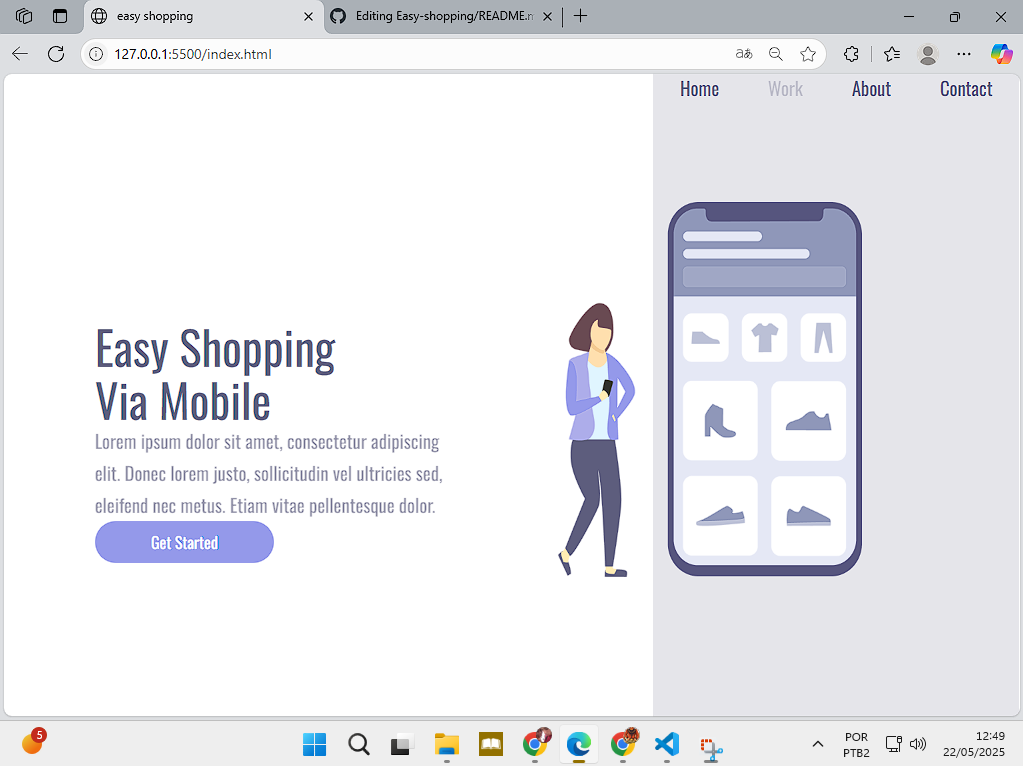 easy shopping
Editing Easy-shopping/README.m
127.0.0.1:5500/index.html
Home
Work
About
Contact
Easy Shopping
Via Mobile
Lorem ipsum dolor sit amet, consectetur adipiscing
elit. Donec lorem justo, sollicitudin vel ultricies sed,
eleifend nec metus. Etiam vitae pellentesque dolor.
Get Started
5
POR
PTB2
12:49
22/05/2025